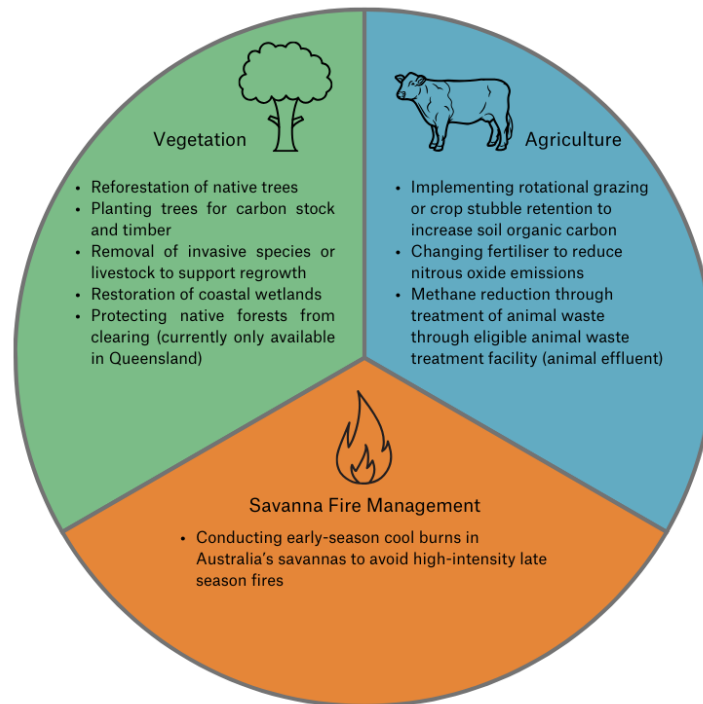 Vegetation
• Reforestation of native trees
• Planting trees for carbon stock
and timber
• Removal of invasive species or
livestock to support regrowth
• Restoration of coastal wetlands
• Protecting native forests from
clearing (currently only available
in Queensland)
Agriculture
• Implementing rotational grazing
or crop stubble retention to
increase soil organic carbon
• Changing fertiliser to reduce
nitrous oxide emissions
• Methane reduction through
treatment of animal waste
through eligible animal waste
treatment facility (animal effluent)
Savanna Fire Management
• Conducting early-season cool burns in
Australia's savannas to avoid high-intensity late
season fires